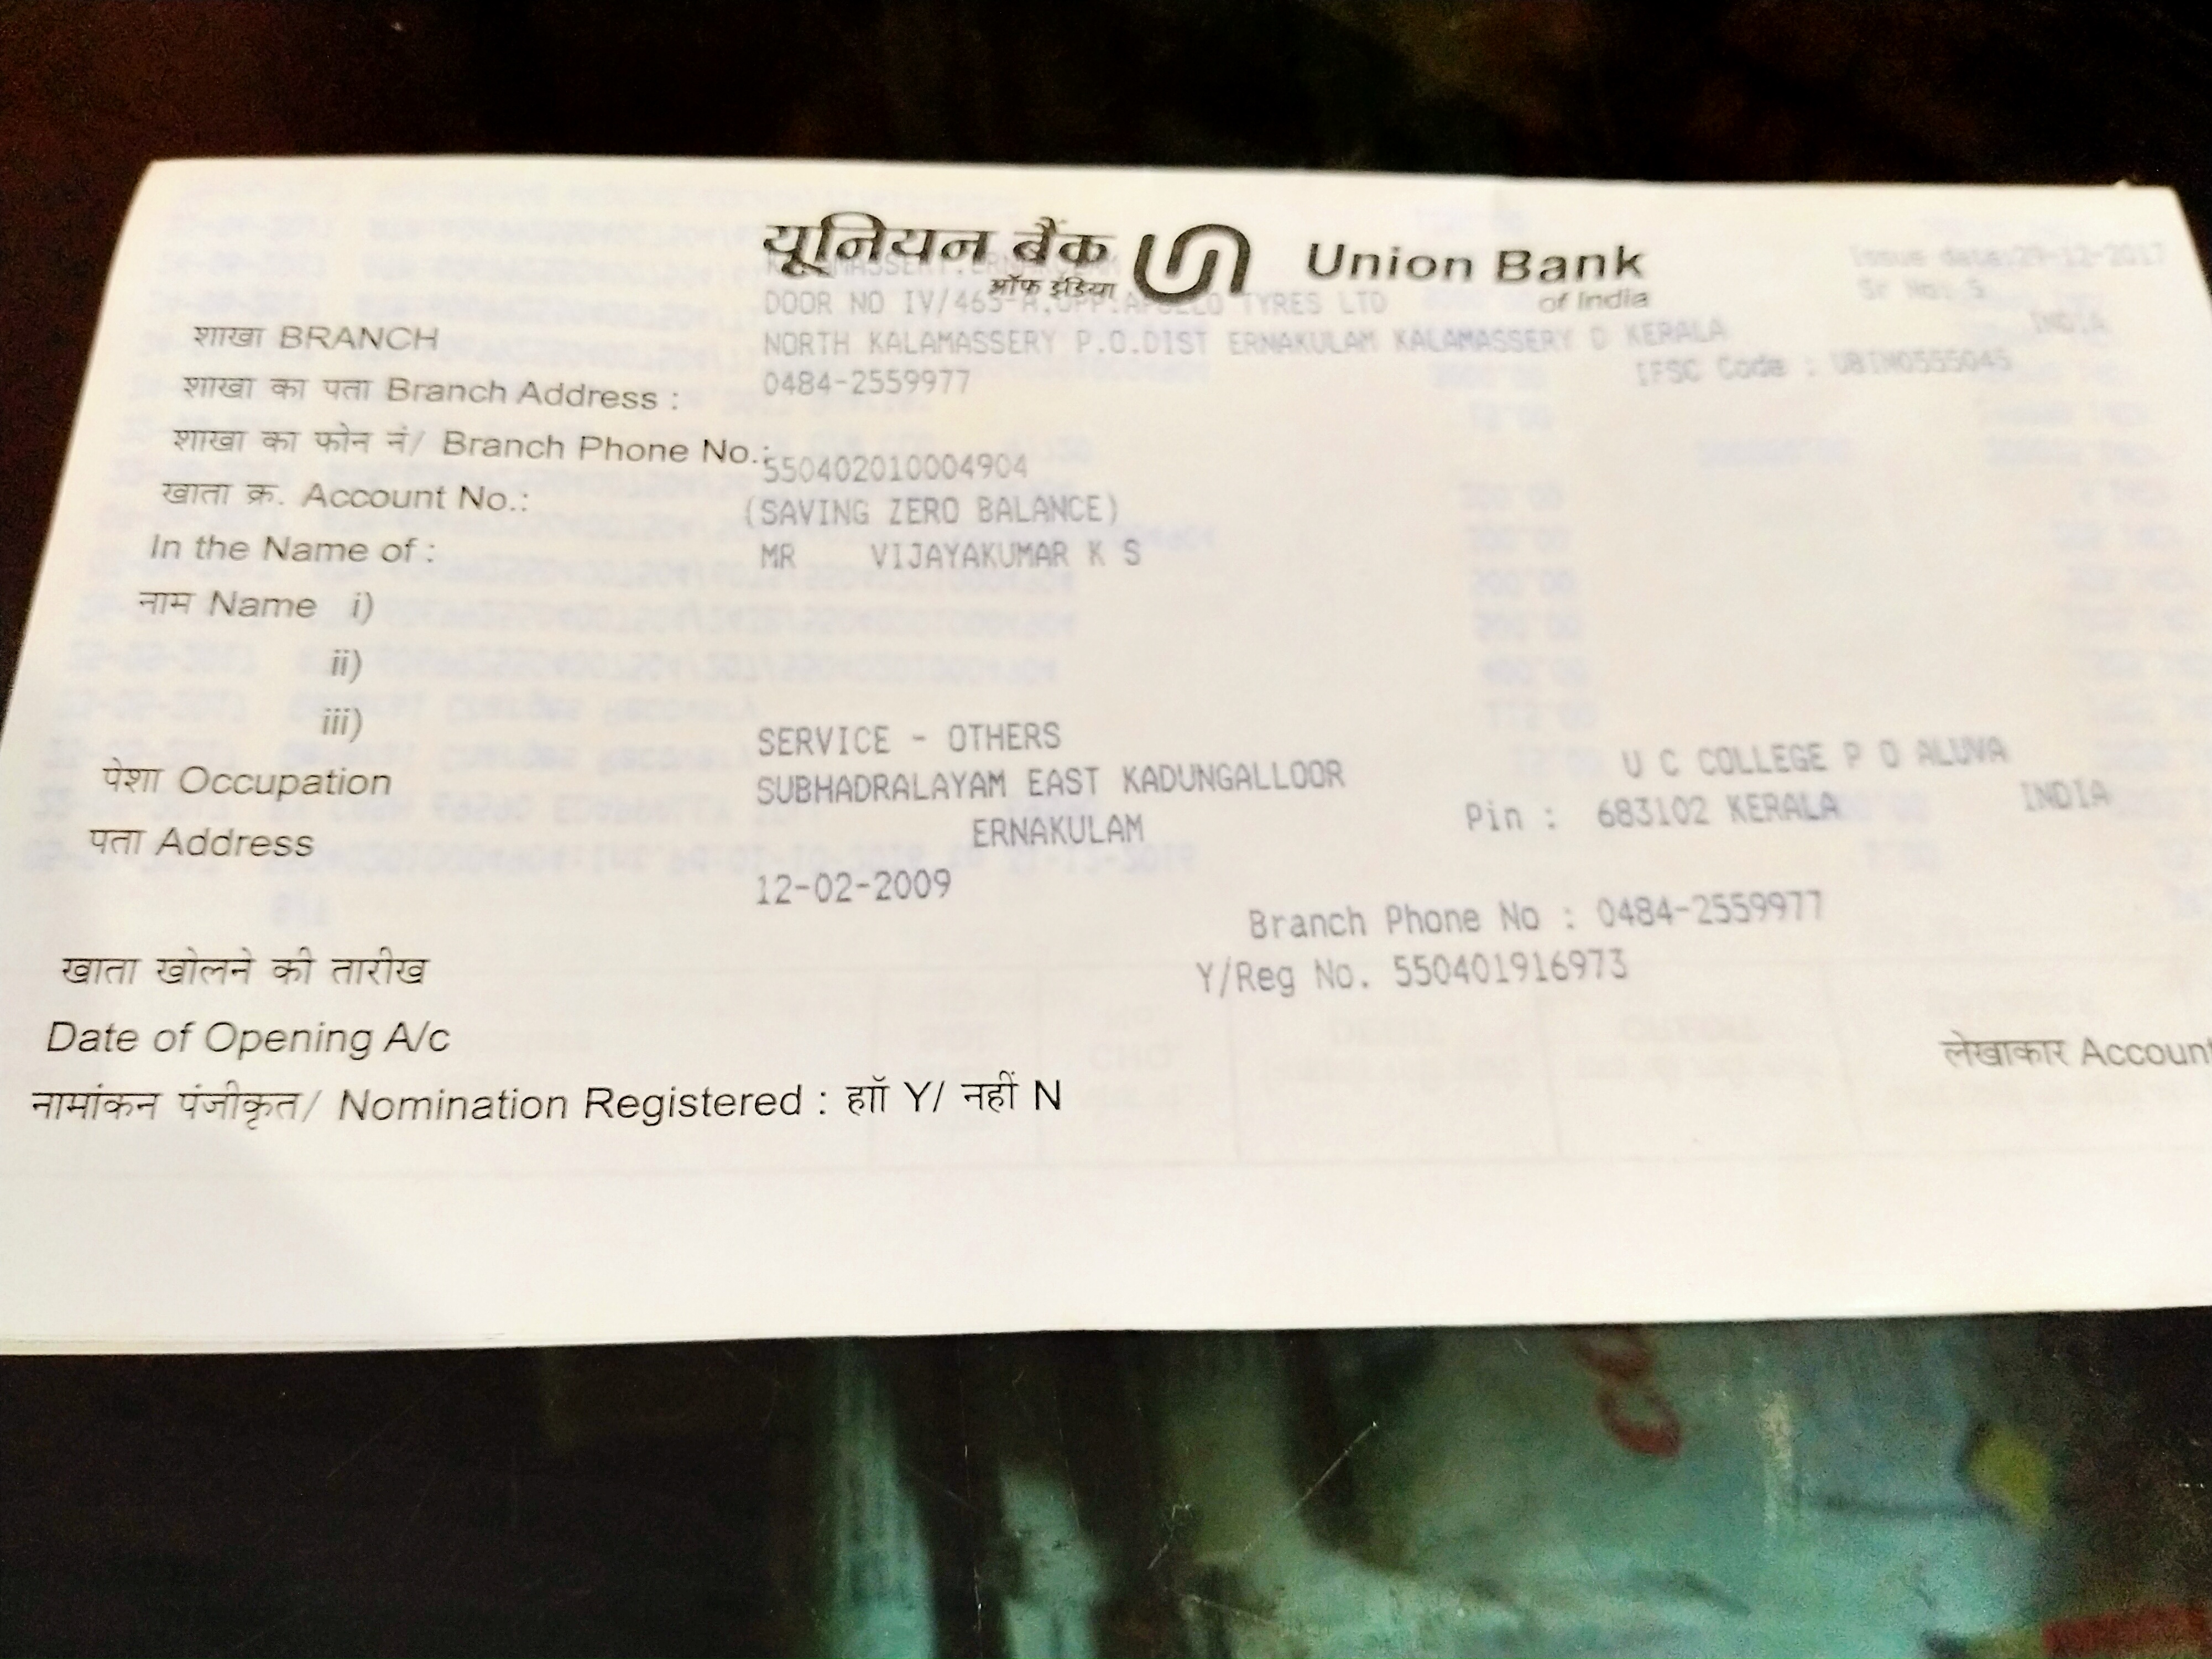 यूनियन बैंक Union Bank
ऑफ इंडिया of India
KALAMASSERY, ERNAKULAM Issue date:29-12-2017
DOOR NO IV/463-A,OPP.APOLLO TYRES LTD Sr No: 5
शाखा BRANCH NORTH KALAMASSERY P.O.DIST ERNAKULAM KALAMASSERY D KERALA INDIA
शाखा का पता Branch Address : 0484-2559977 IFSC Code : UBIN0555045
शाखा का फोन नं/ Branch Phone No.:
खाता क्र. Account No.: 550402010004904
(SAVING ZERO BALANCE)
In the Name of : MR VIJAYAKUMAR K S
नाम Name i)
ii)
iii)
पेशा Occupation SERVICE - OTHERS
पता Address SUBHADRALAYAM EAST KADUNGALLOOR U C COLLEGE P O ALUVA
ERNAKULAM Pin : 683102 KERALA INDIA
12-02-2009
Branch Phone No : 0484-2559977
खाता खोलने की तारीख Y/Reg No. 550401916973
Date of Opening A/c
नामांकन पंजीकृत/ Nomination Registered : हाॅं Y/ नहीं N लेखाकार Account